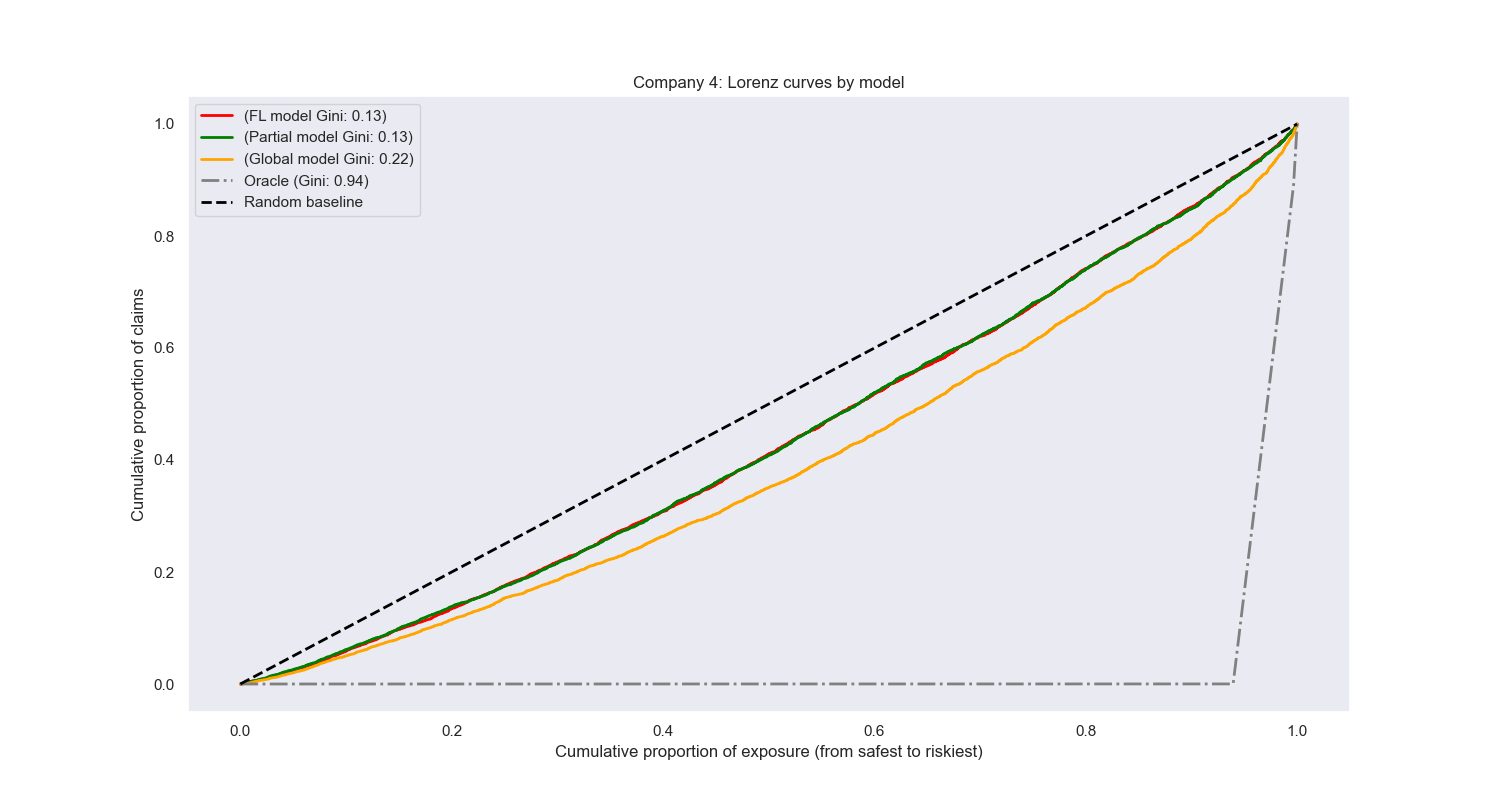 Company 4: Lorenz curves by model
(FL model Gini: 0.13)
(Partial model Gini: 0.13)
(Global model Gini: 0.22)
Oracle (Gini: 0.94)
Random baseline
1.0
0.8
0.6
0.4
0.2
0.0
Cumulative proportion of claims
0.0 0.2 0.4 0.6 0.8 1.0
Cumulative proportion of exposure (from safest to riskiest)